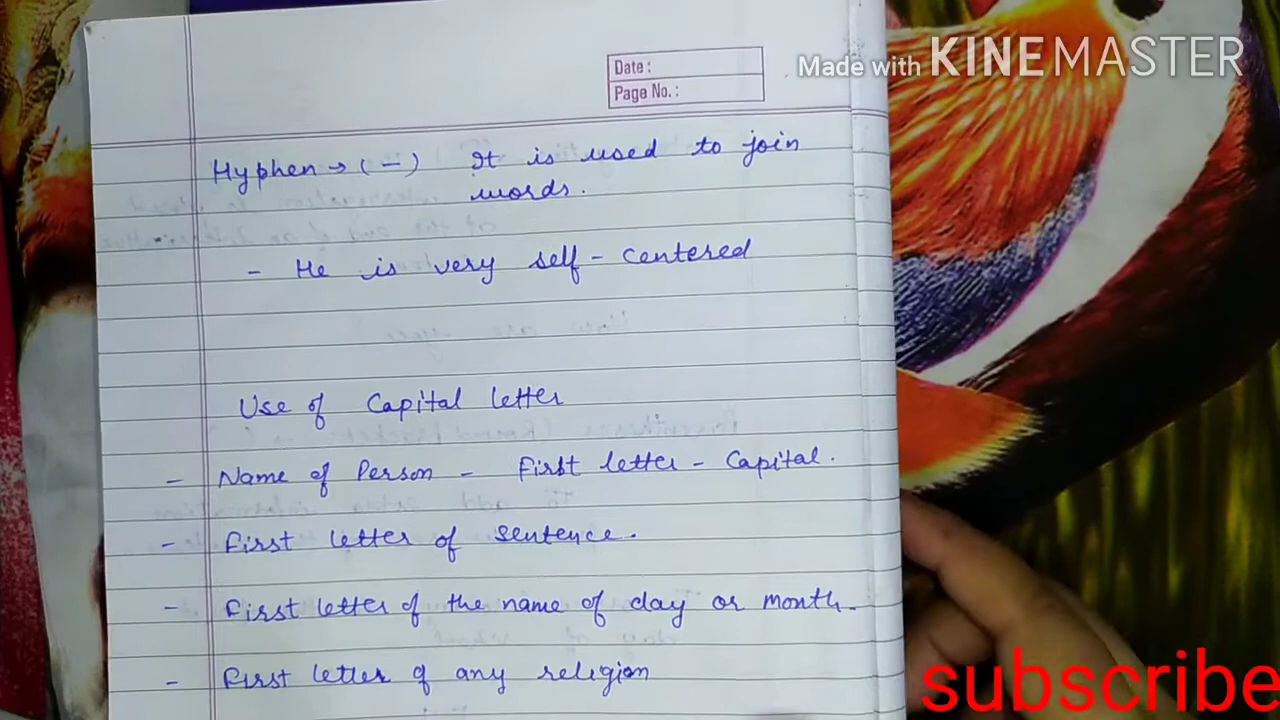 Made with KINEMASTER
Date :
Page No. :
Hyphen → (-) It is used to join
words.
- He is very self - centered
Use of Capital letter
- Name of Person - First letter - Capital.
- First letter of sentence.
- First letter of the name of day or month.
- First letter of any religion
subscribe